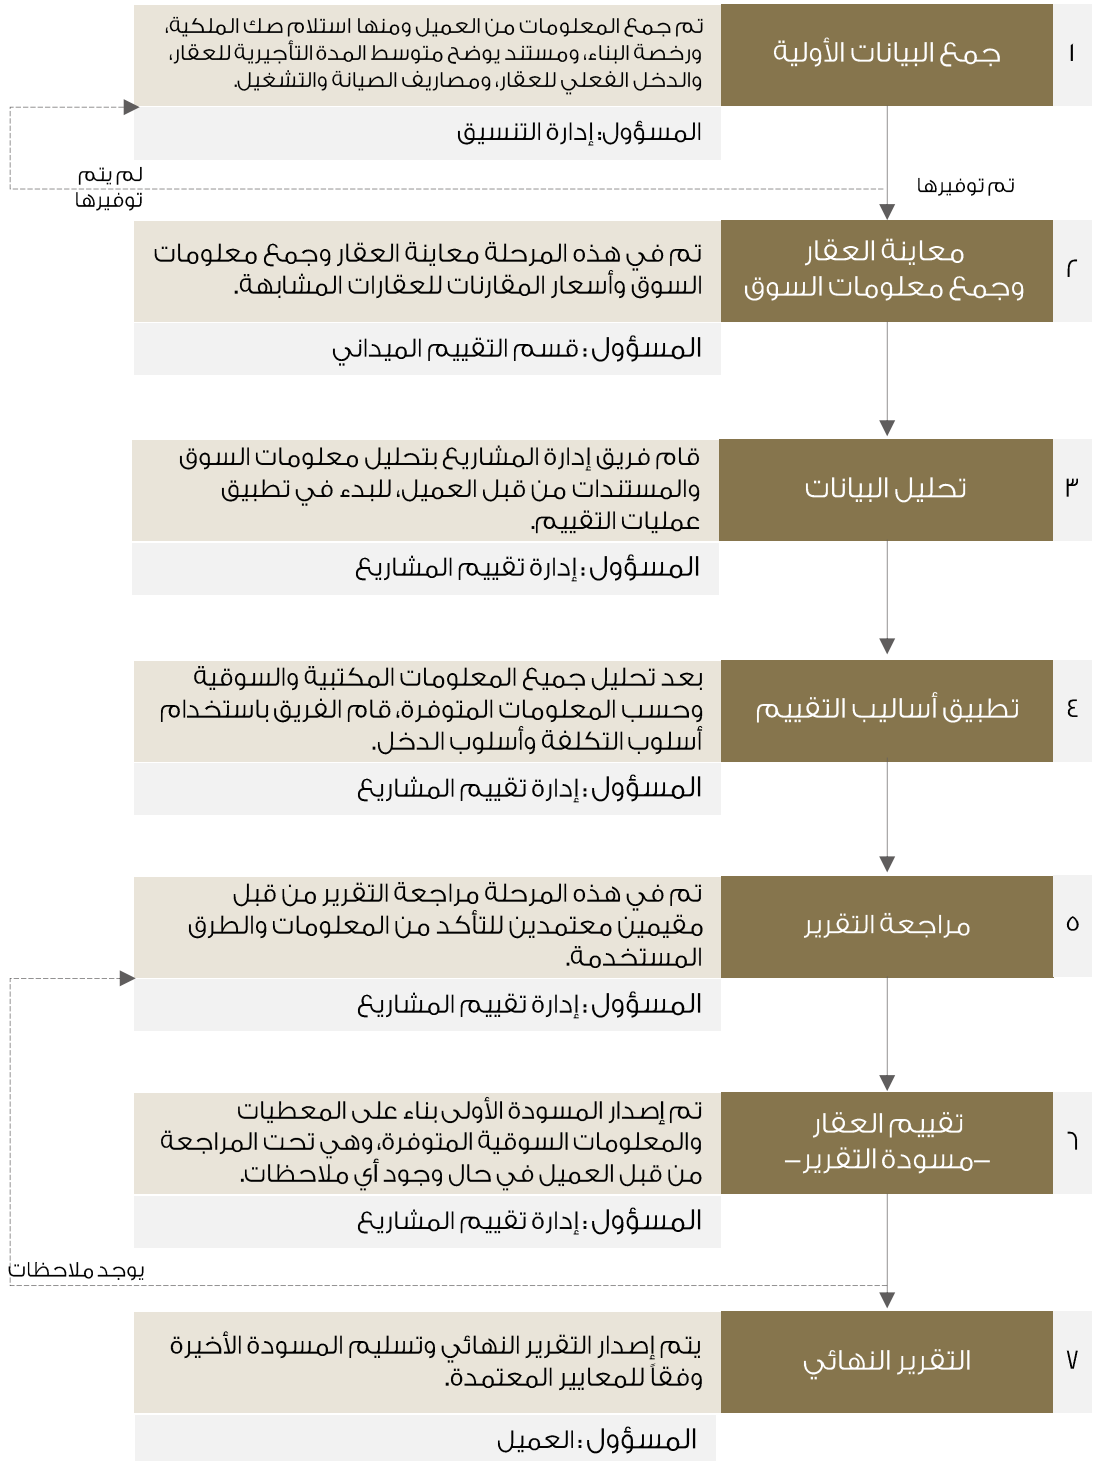 ١
جمع البيانات الأولية
تم جمع المعلومات من العميل ومنها استلام صك الملكية،
ورخصة البناء، ومستند يوضح متوسط المدة التأجيرية للعقار،
والدخل الفعلي للعقار، ومصاريف الصيانة والتشغيل.
المسؤول: إدارة التنسيق
تم توفيرها
لم يتم
توفيرها
٢
معاينة العقار
وجمع معلومات السوق
تم في هذه المرحلة معاينة العقار وجمع معلومات
السوق وأسعار المقارنات للعقارات المشابهة.
المسؤول: قسم التقييم الميداني
٣
تحليل البيانات
قام فريق إدارة المشاريع بتحليل معلومات السوق
والمستندات من قبل العميل، للبدء في تطبيق
عمليات التقييم.
المسؤول: إدارة تقييم المشاريع
٤
تطبيق أساليب التقييم
بعد تحليل جميع المعلومات المكتبية والسوقية
وحسب المعلومات المتوفرة، قام الفريق باستخدام
أسلوب التكلفة وأسلوب الدخل.
المسؤول: إدارة تقييم المشاريع
٥
مراجعة التقرير
تم في هذه المرحلة مراجعة التقرير من قبل
مقيمين معتمدين للتأكد من المعلومات والطرق
المستخدمة.
المسؤول: إدارة تقييم المشاريع
٦
تقييم العقار
–مسودة التقرير–
تم إصدار المسودة الأولى بناء على المعطيات
والمعلومات السوقية المتوفرة، وهي تحت المراجعة
من قبل العميل في حال وجود أي ملاحظات.
المسؤول: إدارة تقييم المشاريع
يوجد ملاحظات
٧
التقرير النهائي
يتم إصدار التقرير النهائي وتسليم المسودة الأخيرة
وفقاً للمعايير المعتمدة.
المسؤول: العميل